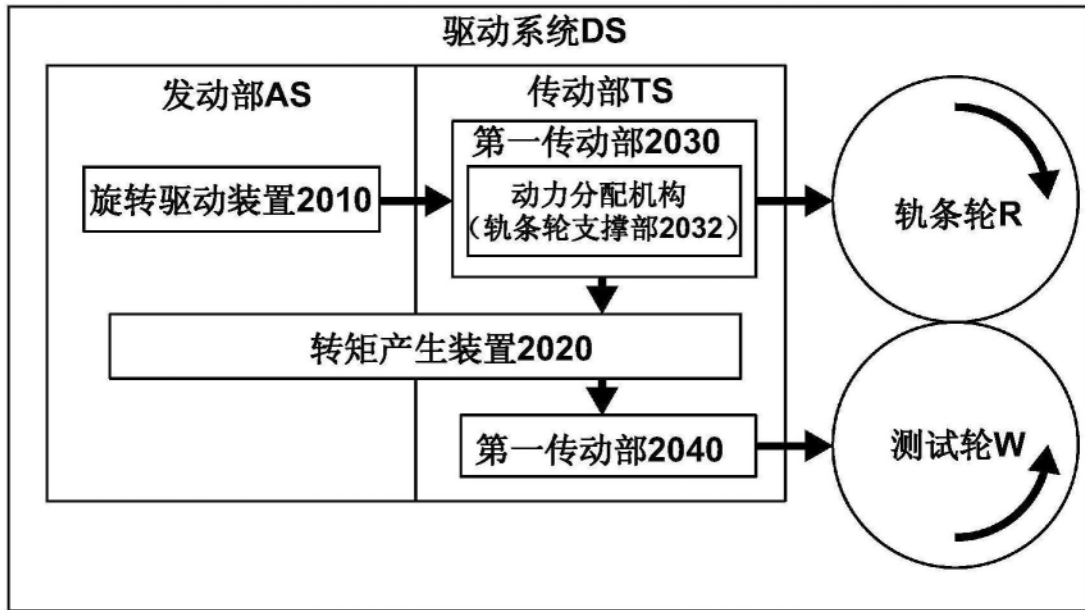 驱动系统DS
发动部AS
传动部TS
第一传动部2030
旋转驱动装置2010
动力分配机构
（轨条轮支撑部2032）
轨条轮R
转矩产生装置2020
第一传动部2040
测试轮W